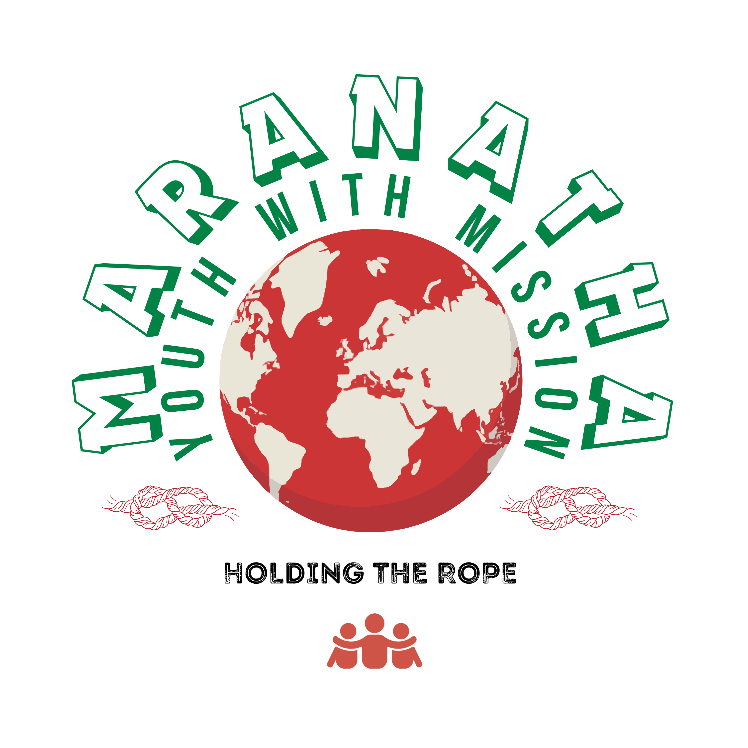 MARANATHA
YOUTH WITH MISSION
HOLDING THE ROPE